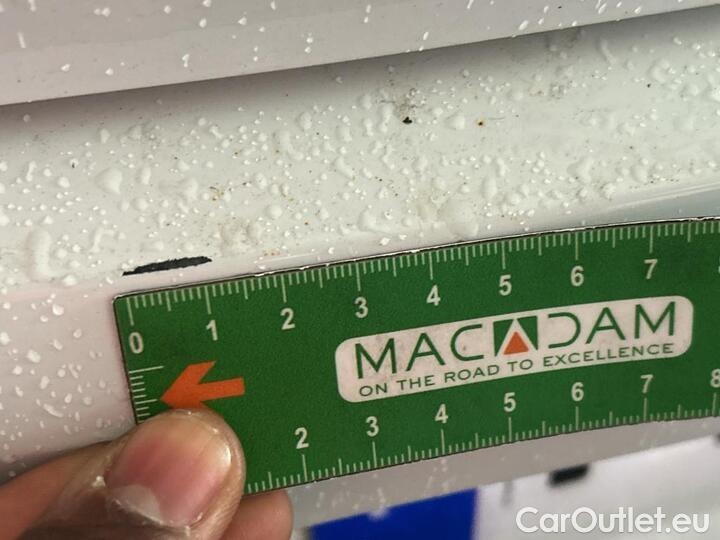 0 1 2 3 4 5 6 7
MACADAM
ON THE ROAD TO EXCELLENCE
2 3 4 5 6 7 8
CarOutlet.eu